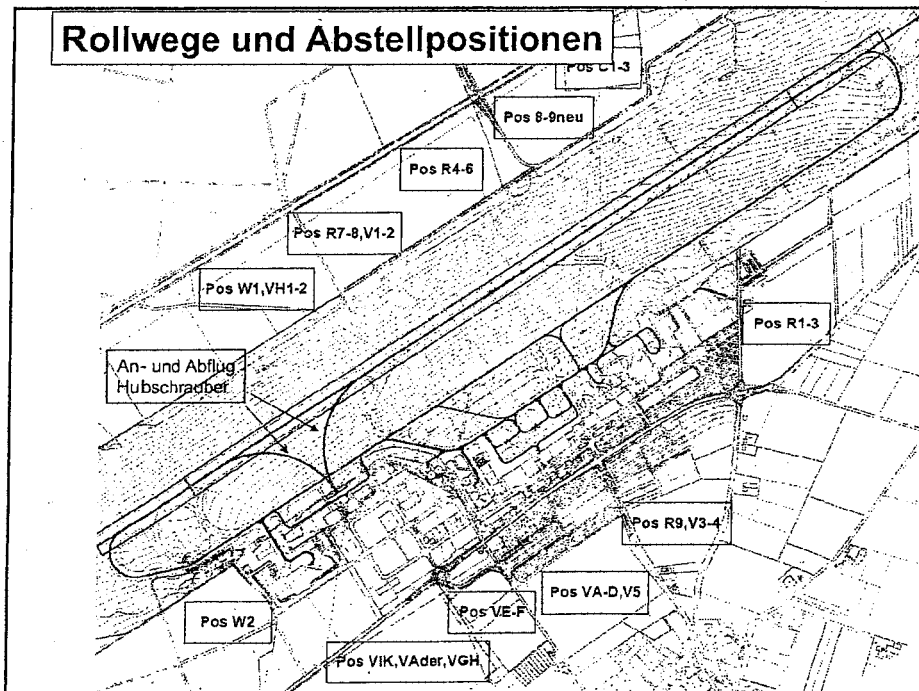 Rollwege und Abstellpositionen
Pos C1-3
Pos 8-9neu
Pos R4-6
Pos R7-8,V1-2
Pos W1,VH1-2
Pos R1-3
An- und Abflug
Hubschrauber
Pos R9,V3-4
Pos VA-D,V5
Pos VE-F
Pos W2
Pos VIK,VAder,VGH